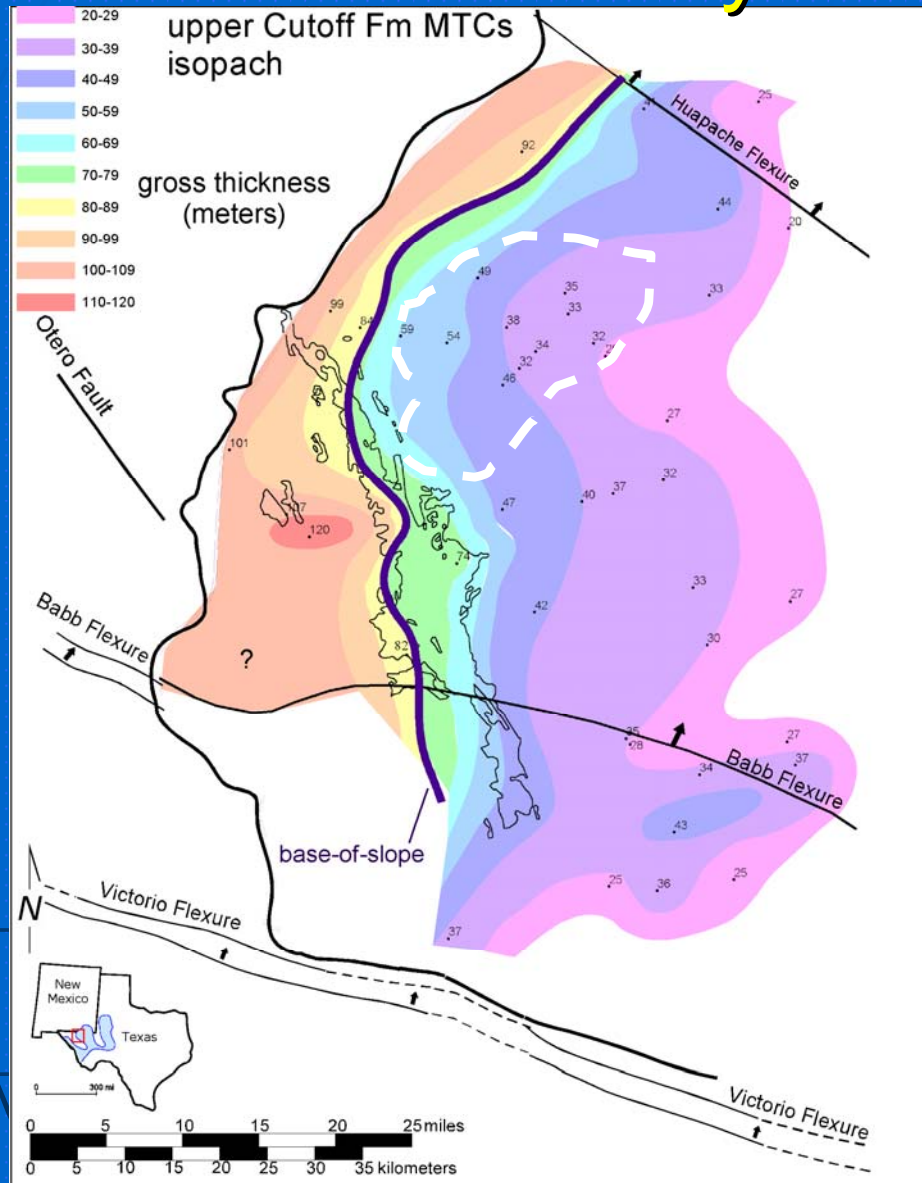 y
upper Cutoff Fm MTCs
isopach
20-29
30-39
40-49
50-59
60-69
70-79
80-89
90-99
100-109
110-120
gross thickness
(meters)
Huapache Flexure
25
92
44
20
49
35
33
33
99
84
59
54
38
34
32
32
46
27
101
32
37
40
47
120
74
33
27
42
30
82
Otero Fault
Babb Flexure
?
35
28
27
37
34
Babb Flexure
43
base-of-slope
25
36
25
37
N
Victorio Flexure
New
Mexico
Texas
0 300 mi
Victorio Flexure
0 5 10 15 20 25 miles
0 5 10 15 20 25 30 35 kilometers